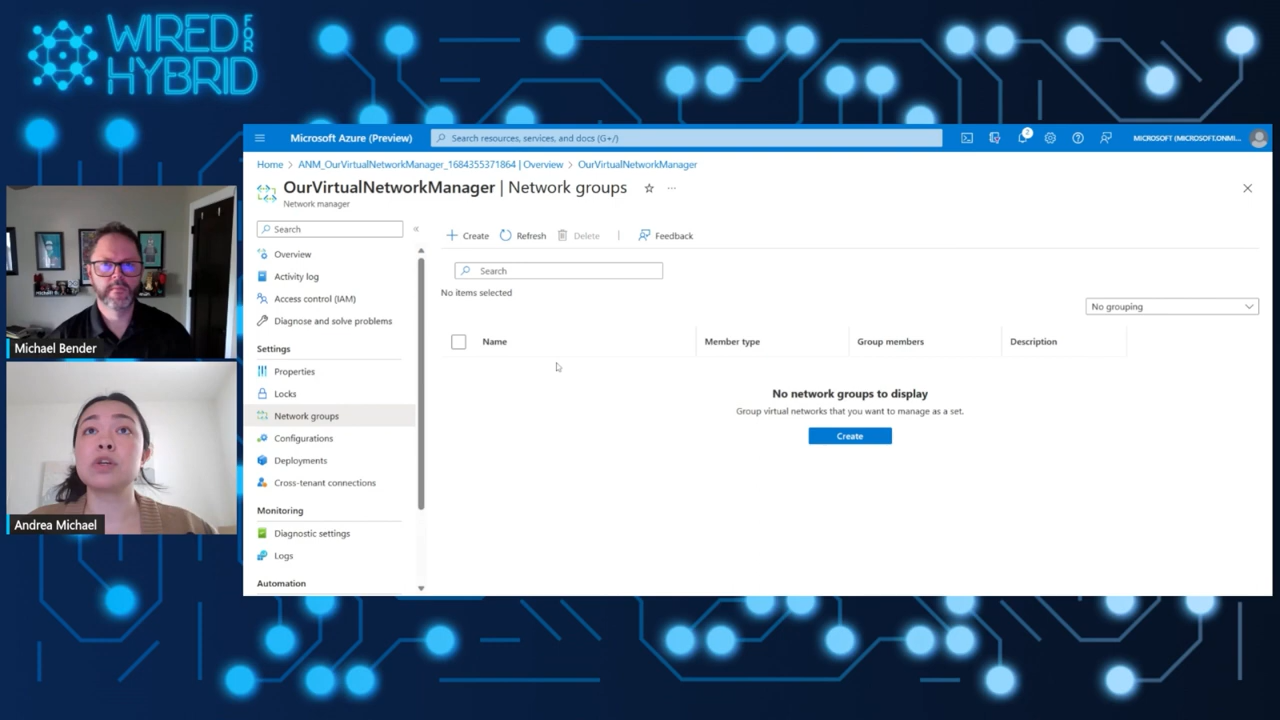 WIRED FOR
HYBRID
Microsoft Azure (Preview)
Search resources, services, and docs (G+/)
2
MICROSOFT (MICROSOFT.ONMI...
Home > ANM_OurVirtualNetworkManager_1684355371864 | Overview > OurVirtualNetworkManager
OurVirtualNetworkManager | Network groups
Network manager
Search
Overview
Activity log
Access control (IAM)
Diagnose and solve problems
Settings
Properties
Locks
Network groups
Configurations
Deployments
Cross-tenant connections
Monitoring
Diagnostic settings
Logs
Automation
Create Refresh Delete | Feedback
Search
No items selected
No grouping
Name Member type Group members Description
No network groups to display
Group virtual networks that you want to manage as a set.
Create
Michael Bender
Andrea Michael